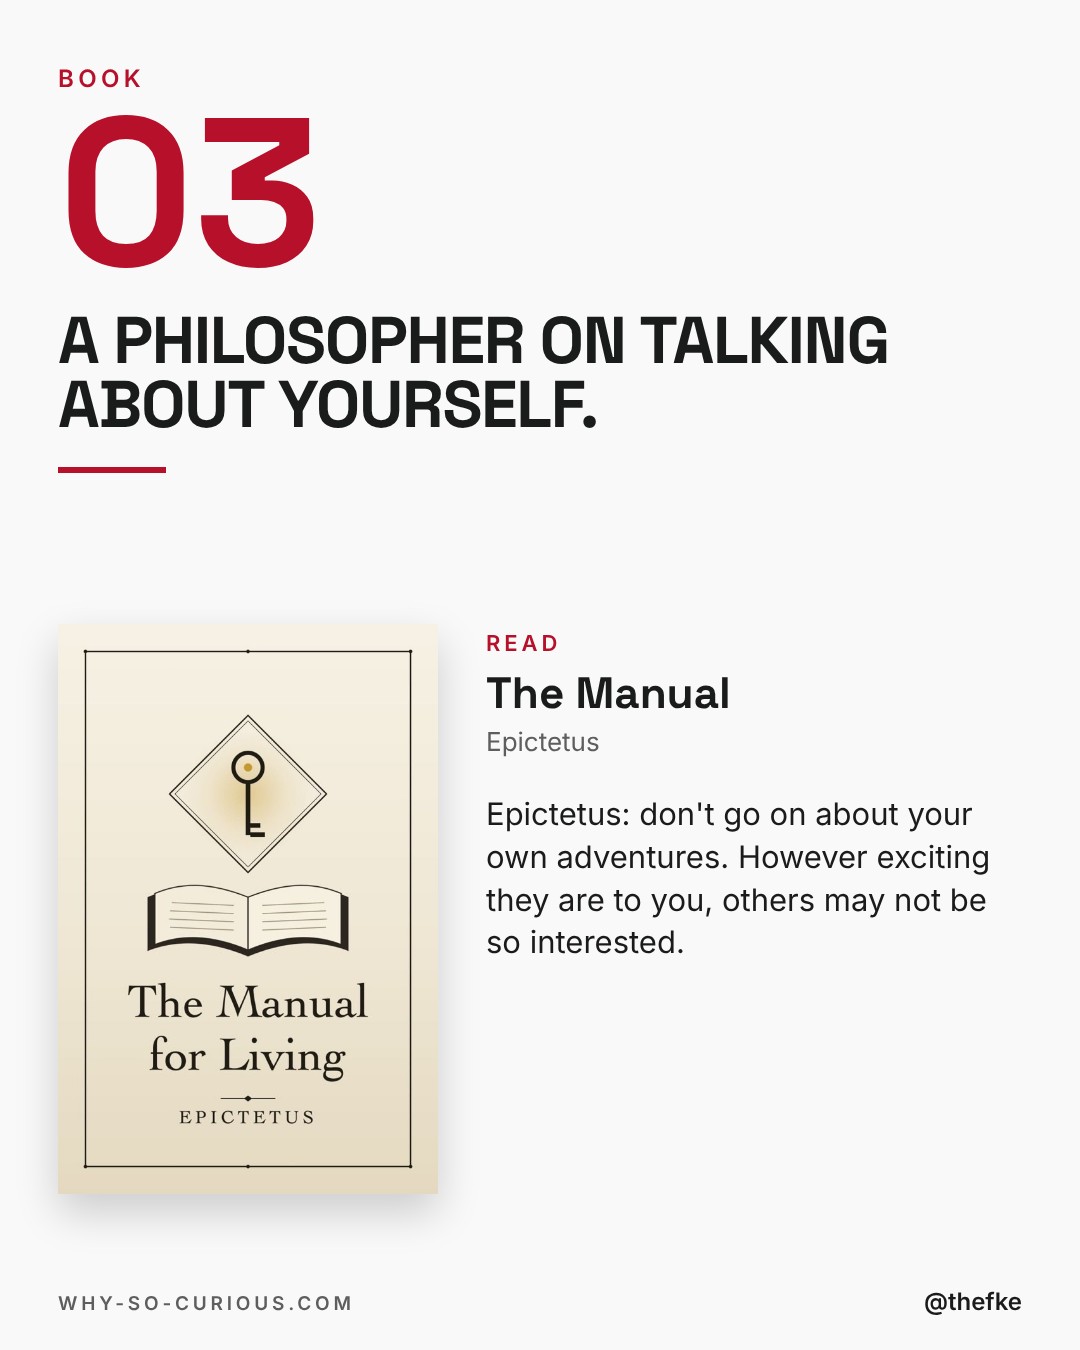 BOOK
03
A PHILOSOPHER ON TALKING
ABOUT YOURSELF.
The Manual
for Living
EPICTETUS
READ
The Manual
Epictetus
Epictetus: don't go on about your
own adventures. However exciting
they are to you, others may not be
so interested.
WHY-SO-CURIOUS.COM
@thefke